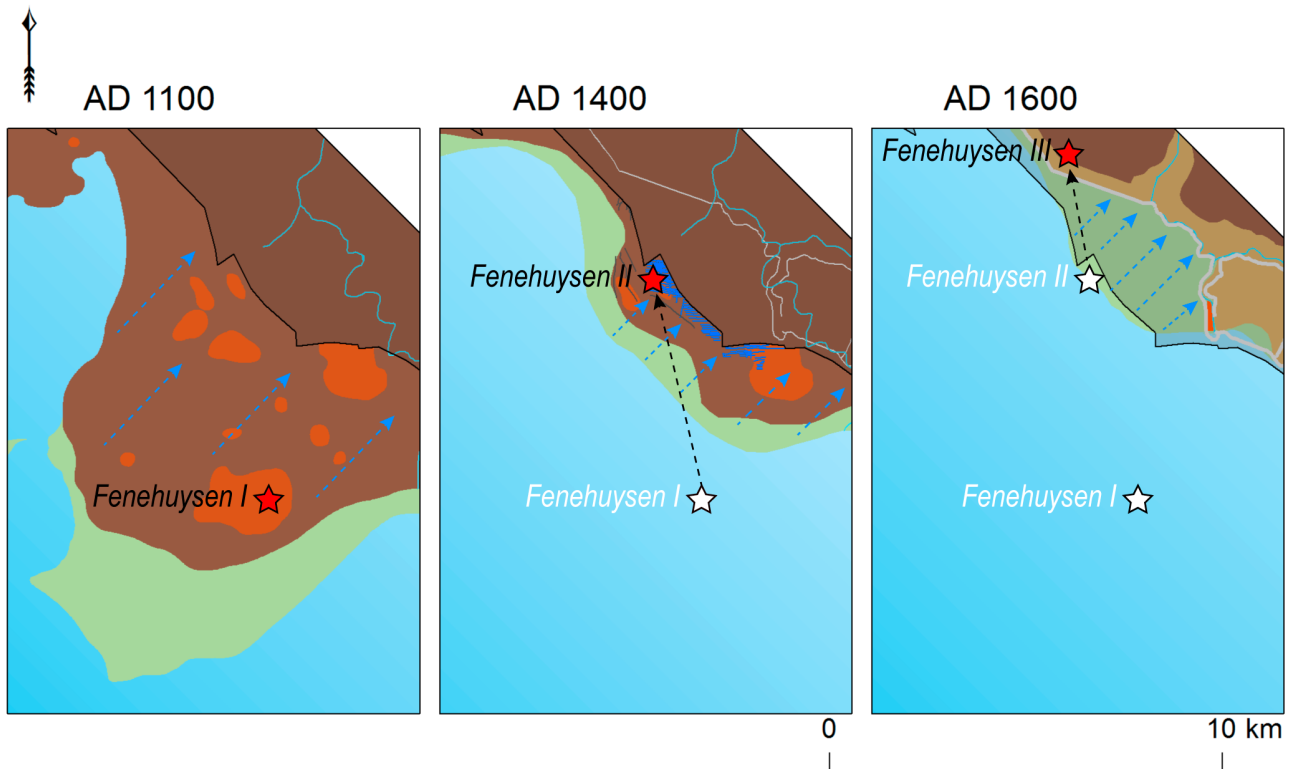 AD 1100
AD 1400
AD 1600
Fenehuysen I
Fenehuysen II
Fenehuysen I
Fenehuysen III
Fenehuysen II
Fenehuysen I
0
10 km